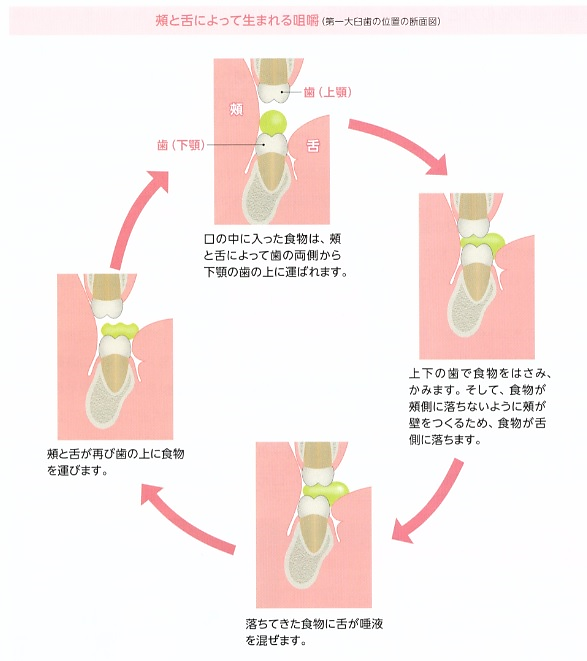 頰と舌によって生まれる咀嚼(第一大臼歯の位置の断面図)
歯(上顎)
頰
歯(下顎)
舌
口の中に入った食物は、頰
と舌によって歯の両側から
下顎の歯の上に運ばれます。
上下の歯で食物をはさみ、
かみます。そして、食物が
頰側に落ちないように頰が
壁をつくるため、食物が舌
側に落ちます。
頰と舌が再び歯の上に食物
を運びます。
落ちてきた食物に舌が唾液
を混ぜます。